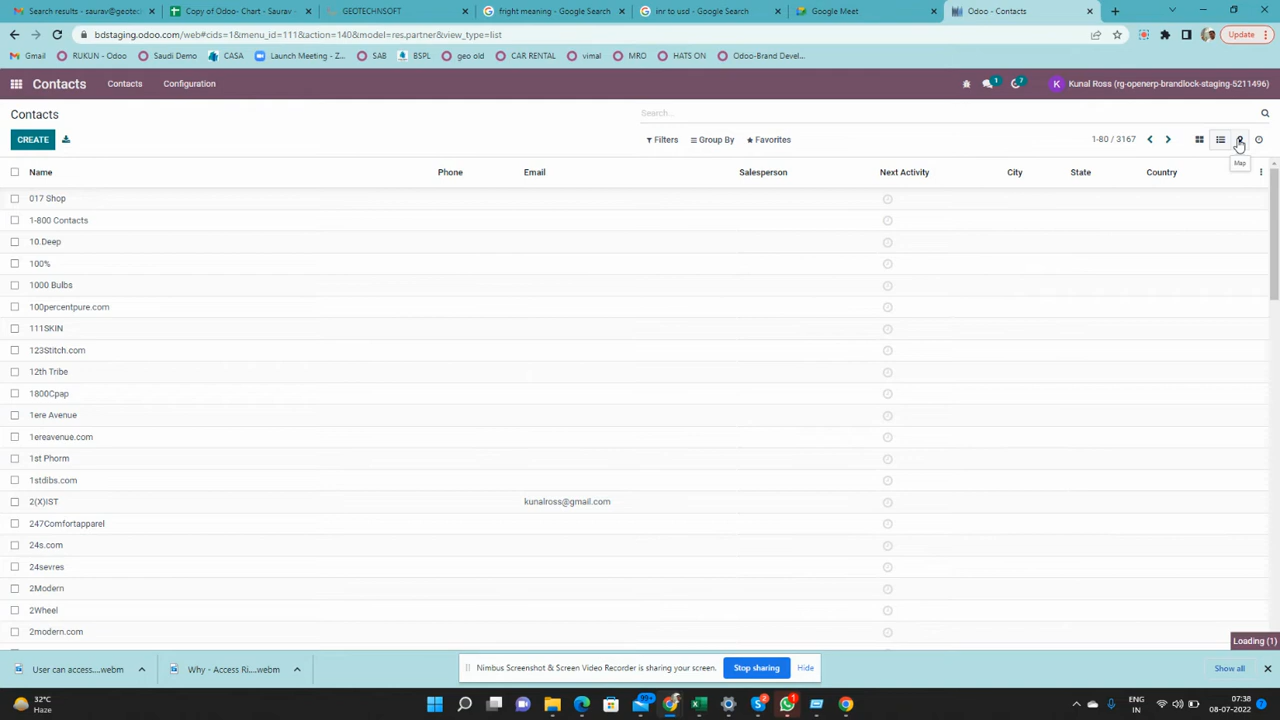 Search results - saurav@geotec
Copy of Odoo- Chart - Saurav -
GEOTECHNSOFT
fright meaning - Google Search
inr to usd - Google Search
Google Meet
Odoo - Contacts
bdstaging.odoo.com/web#cids=1&menu_id=111&action=140&model=res.partner&view_type=list
Update
M Gmail
YouTube
Maps
RUKUN - Odoo
Saudi Demo
CASA
Launch Meeting - Z...
SAB
BSPL
geo old
CAR RENTAL
vimal
MRO
HATS ON
Odoo-Brand Devel...
Contacts
Contacts
Configuration
1
7
K
Kunal Ross (rg-openerp-brandlock-staging-5211496)
Contacts
Search...
CREATE
Filters
Group By
Favorites
1-80 / 3167
Map
Name Phone Email Salesperson Next Activity City State Country
017 Shop
1-800 Contacts
10.Deep
100%
1000 Bulbs
100percentpure.com
111SKIN
123Stitch.com
12th Tribe
1800Cpap
1ere Avenue
1ereavenue.com
1st Phorm
1stdibs.com
2(X)IST kunalross@gmail.com
247Comfortapparel
24s.com
24sevres
2Modern
2Wheel
2modern.com
Loading (1)
User can access....webm
Why - Access Ri....webm
Nimbus Screenshot & Screen Video Recorder is sharing your screen.
Stop sharing
Hide
Show all
32°C
Haze
99+
1
ENG
IN
07:38
08-07-2022